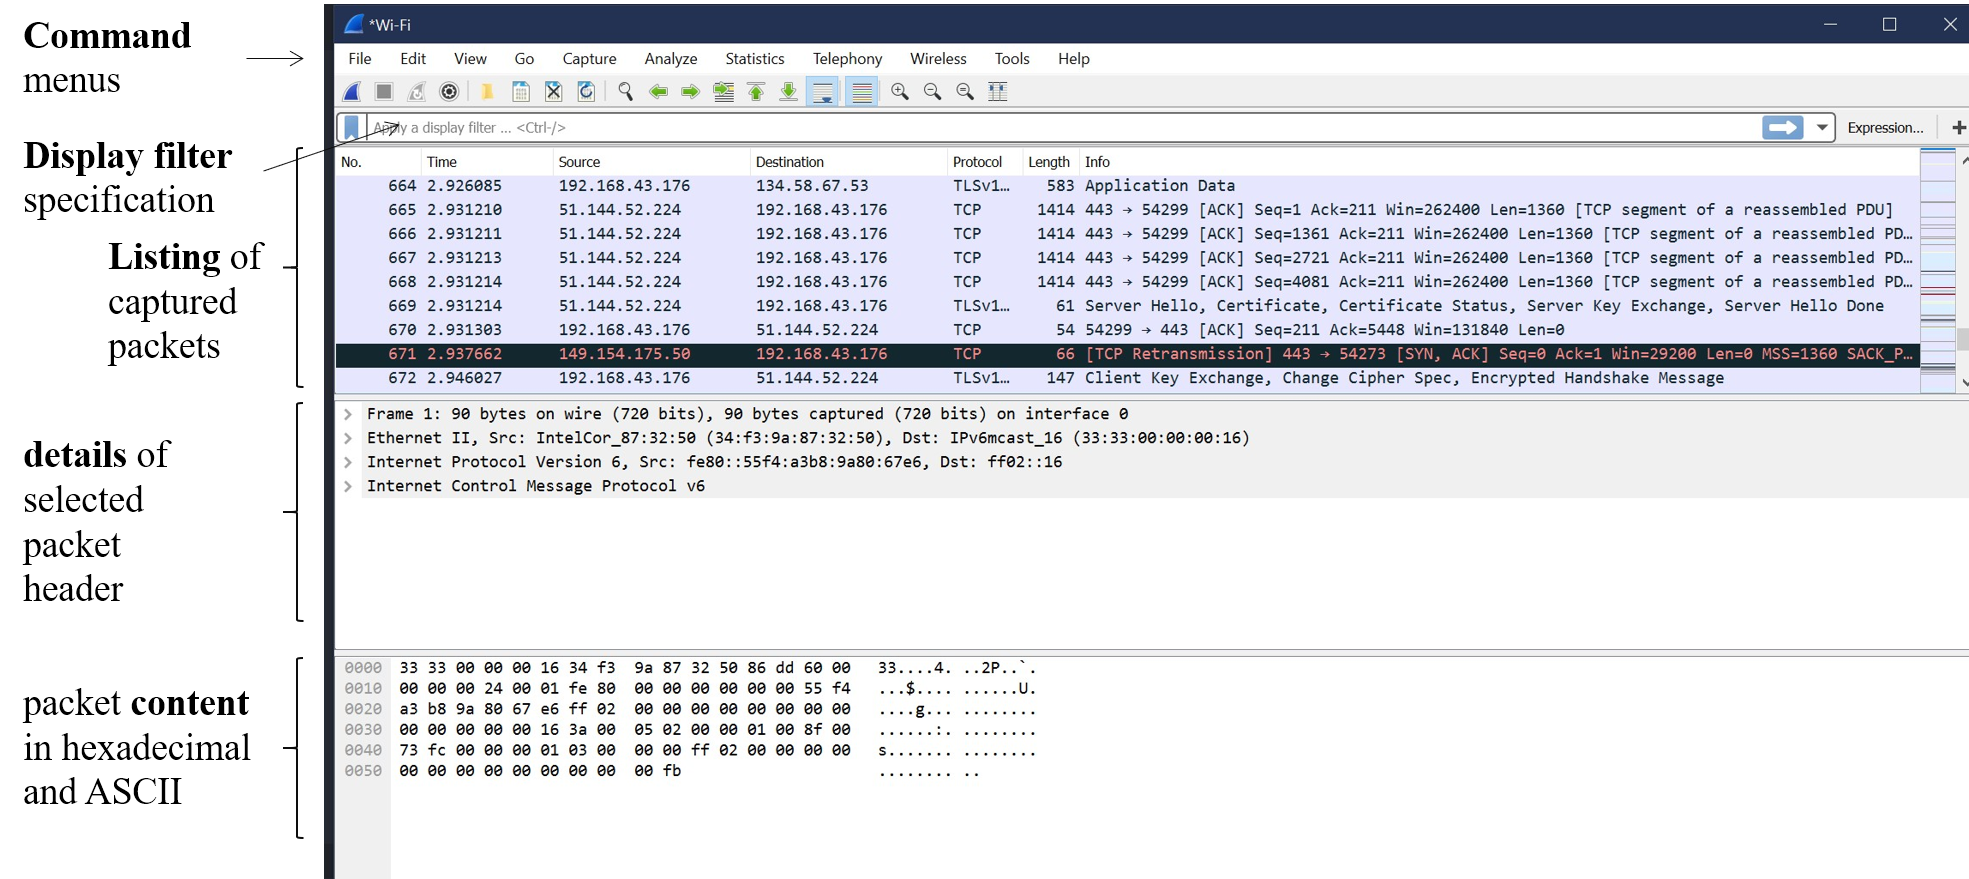 Command
menus
Display filter
specification
Listing of
captured
packets
details of
selected
packet
header
packet content
in hexadecimal
and ASCII
*Wi-Fi
File Edit View Go Capture Analyze Statistics Telephony Wireless Tools Help
Apply a display filter ... <Ctrl-/> Expression... +
No. Time Source Destination Protocol Length Info
664 2.926085 192.168.43.176 134.58.67.53 TLSv1… 583 Application Data
665 2.931210 51.144.52.224 192.168.43.176 TCP 1414 443 → 54299 [ACK] Seq=1 Ack=211 Win=262400 Len=1360 [TCP segment of a reassembled PDU]
666 2.931211 51.144.52.224 192.168.43.176 TCP 1414 443 → 54299 [ACK] Seq=1361 Ack=211 Win=262400 Len=1360 [TCP segment of a reassembled PD…
667 2.931213 51.144.52.224 192.168.43.176 TCP 1414 443 → 54299 [ACK] Seq=2721 Ack=211 Win=262400 Len=1360 [TCP segment of a reassembled PD…
668 2.931214 51.144.52.224 192.168.43.176 TCP 1414 443 → 54299 [ACK] Seq=4081 Ack=211 Win=262400 Len=1360 [TCP segment of a reassembled PD…
669 2.931214 51.144.52.224 192.168.43.176 TLSv1… 61 Server Hello, Certificate, Certificate Status, Server Key Exchange, Server Hello Done
670 2.931303 192.168.43.176 51.144.52.224 TCP 54 54299 → 443 [ACK] Seq=211 Ack=5448 Win=131840 Len=0
671 2.937662 149.154.175.50 192.168.43.176 TCP 66 [TCP Retransmission] 443 → 54273 [SYN, ACK] Seq=0 Ack=1 Win=29200 Len=0 MSS=1360 SACK_P…
672 2.946027 192.168.43.176 51.144.52.224 TLSv1… 147 Client Key Exchange, Change Cipher Spec, Encrypted Handshake Message
Frame 1: 90 bytes on wire (720 bits), 90 bytes captured (720 bits) on interface 0
Ethernet II, Src: IntelCor_87:32:50 (34:f3:9a:87:32:50), Dst: IPv6mcast_16 (33:33:00:00:00:16)
Internet Protocol Version 6, Src: fe80::55f4:a3b8:9a80:67e6, Dst: ff02::16
Internet Control Message Protocol v6
0000 33 33 00 00 00 16 34 f3 9a 87 32 50 86 dd 60 00 33....4. ..2P..`.
0010 00 00 00 24 00 01 fe 80 00 00 00 00 00 00 55 f4 ...$.... ......U.
0020 a3 b8 9a 80 67 e6 ff 02 00 00 00 00 00 00 00 00 ....g... ........
0030 00 00 00 00 00 16 3a 00 05 02 00 00 01 00 8f 00 ......:. ........
0040 73 fc 00 00 00 01 03 00 00 00 ff 02 00 00 00 00 s....... ........
0050 00 00 00 00 00 00 00 00 00 fb ........ ..